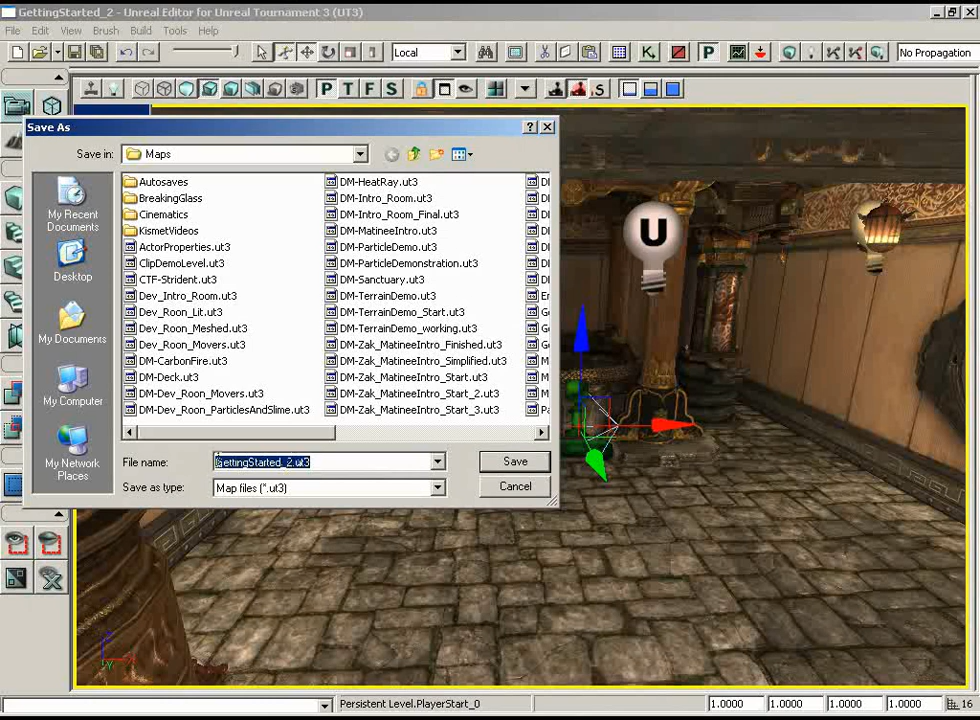 GettingStarted_2 - Unreal Editor for Unreal Tournament 3 (UT3)
File Edit View Brush Build Tools Help
Local
P
No Propagation
P T F S
S
Save As
Save in: Maps
My Recent Documents
Desktop
My Documents
My Computer
My Network Places
Autosaves
BreakingGlass
Cinematics
KismetVideos
ActorProperties.ut3
ClipDemoLevel.ut3
CTF-Strident.ut3
Dev_Intro_Room.ut3
Dev_Roon_Lit.ut3
Dev_Roon_Meshed.ut3
Dev_Roon_Movers.ut3
DM-CarbonFire.ut3
DM-Deck.ut3
DM-Dev_Roon_Movers.ut3
DM-Dev_Roon_ParticlesAndSlime.ut3
DM-HeatRay.ut3
DM-Intro_Room.ut3
DM-Intro_Room_Final.ut3
DM-MatineeIntro.ut3
DM-ParticleDemo.ut3
DM-ParticleDemonstration.ut3
DM-Sanctuary.ut3
DM-TerrainDemo.ut3
DM-TerrainDemo_Start.ut3
DM-TerrainDemo_working.ut3
DM-Zak_MatineeIntro_Finished.ut3
DM-Zak_MatineeIntro_Simplified.ut3
DM-Zak_MatineeIntro_Start.ut3
DM-Zak_MatineeIntro_Start_2.ut3
DM-Zak_MatineeIntro_Start_3.ut3
File name: GettingStarted_2.ut3
Save
Save as type: Map files (*.ut3)
Cancel
U
Z
X
Y
Persistent Level.PlayerStart_0
1.0000 1.0000 1.0000 1.0000 16